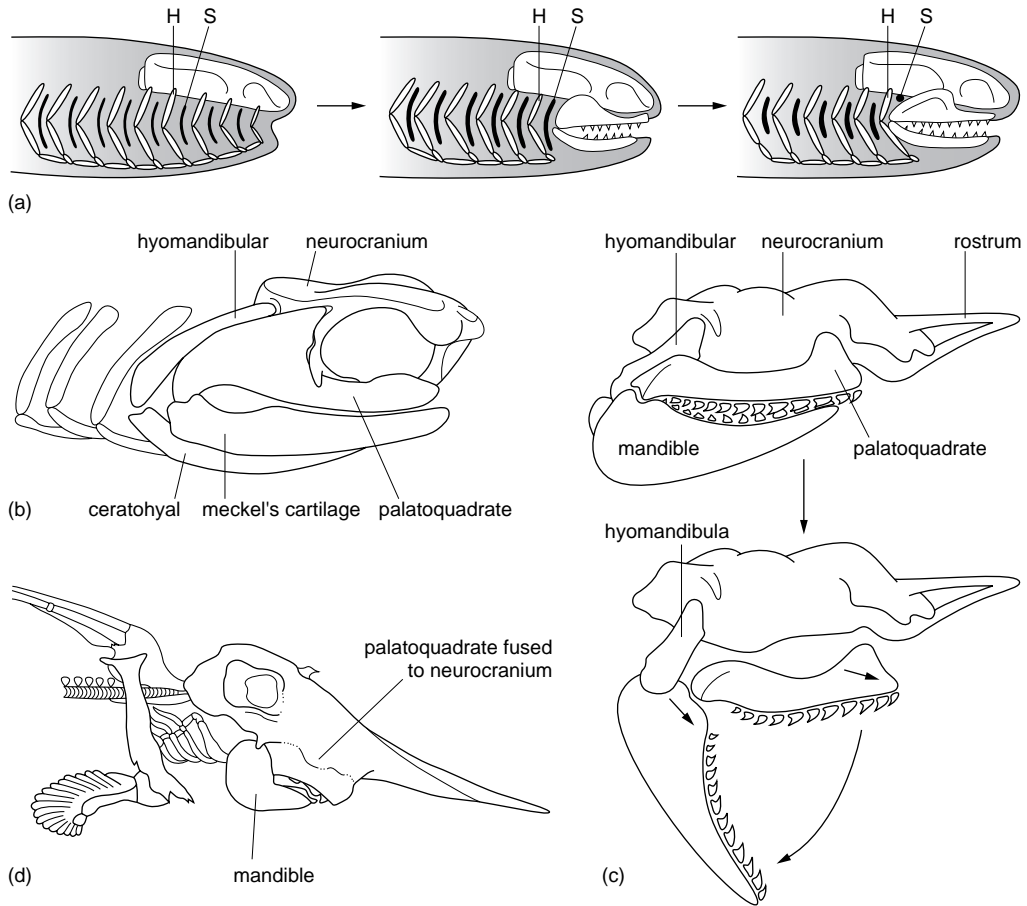 H S
H S
H S
(a)
hyomandibular
neurocranium
(b)
ceratohyal
meckel's cartilage
palatoquadrate
hyomandibular
neurocranium
rostrum
mandible
palatoquadrate
hyomandibula
(c)
palatoquadrate fused
to neurocranium
mandible
(d)